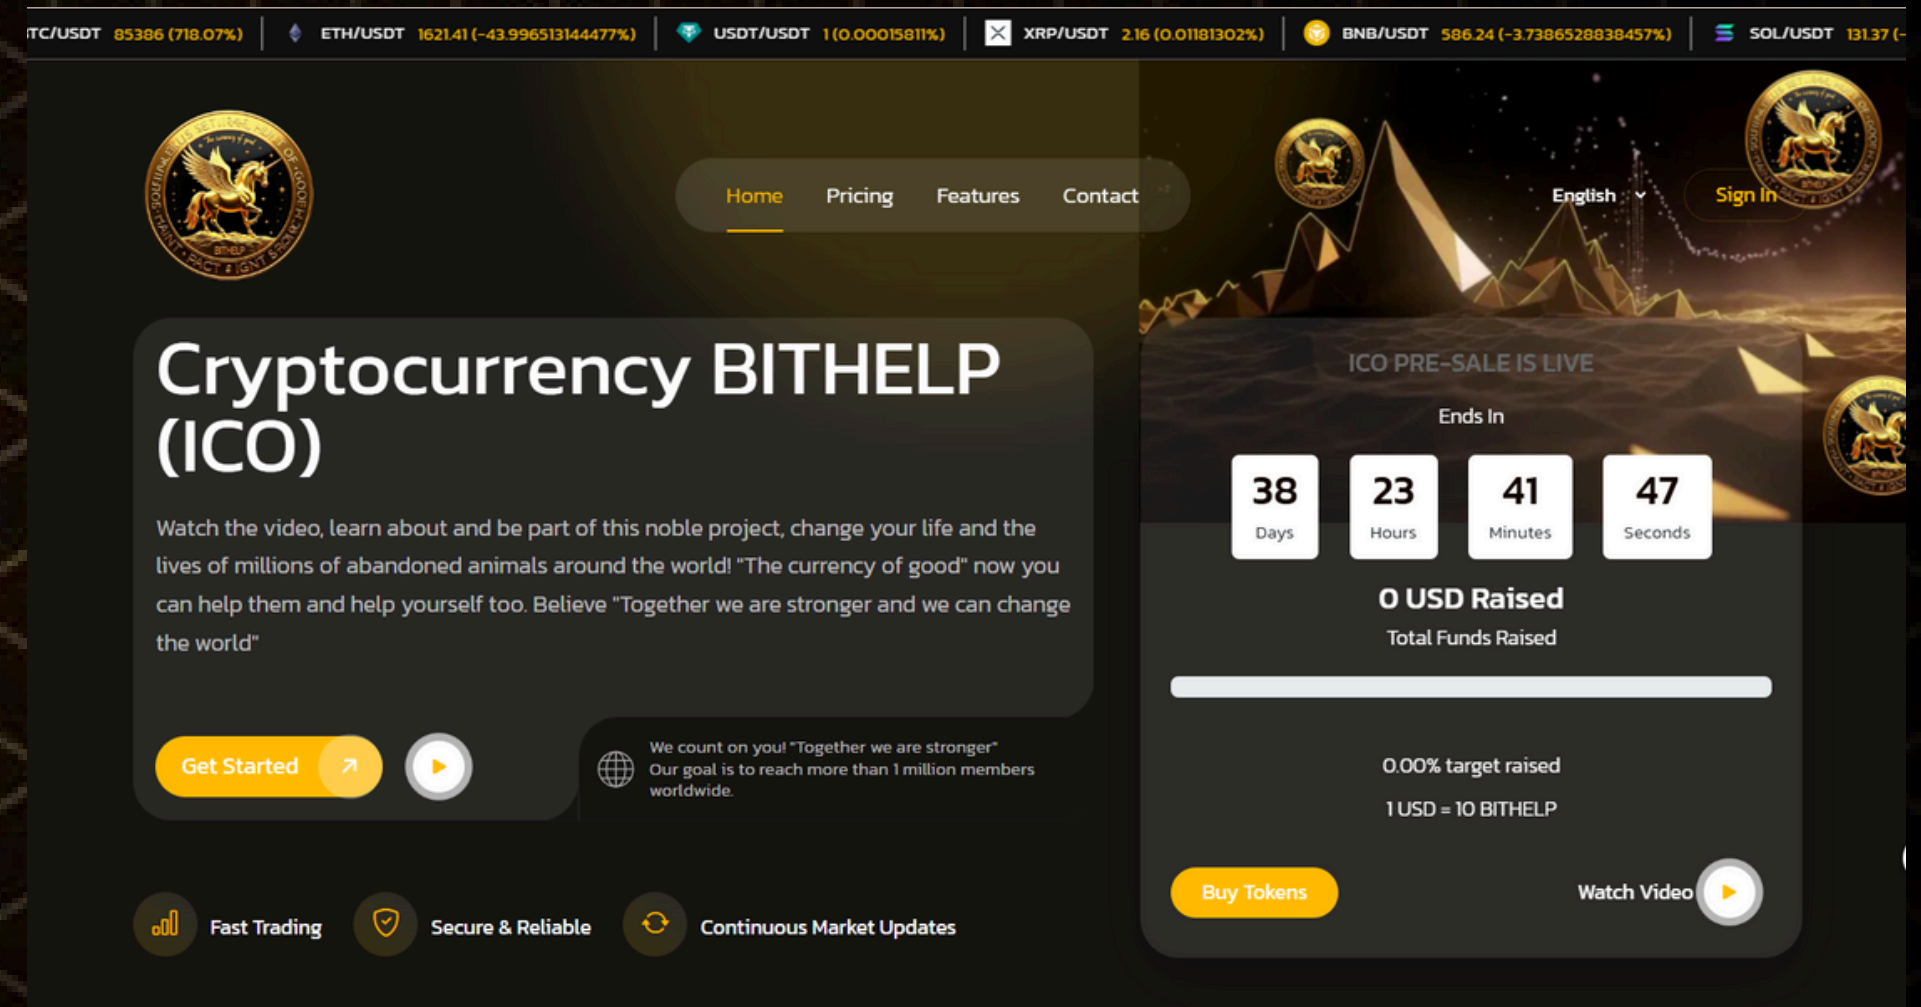 TC/USDT 85386 (718.07%)
ETH/USDT 1621.41 (-43.996513144477%)
USDT/USDT 1 (0.00015811%)
XRP/USDT 2.16 (0.01181302%)
BNB/USDT 586.24 (-3.7386528838457%)
SOL/USDT 131.37 (-
BITHELP
Home
Pricing
Features
Contact
English
Sign In
Cryptocurrency BITHELP
(ICO)
Watch the video, learn about and be part of this noble project, change your life and the
lives of millions of abandoned animals around the world! "The currency of good" now you
can help them and help yourself too. Believe "Together we are stronger and we can change
the world"
Get Started
We count on you! "Together we are stronger"
Our goal is to reach more than 1 million members
worldwide.
Fast Trading
Secure & Reliable
Continuous Market Updates
ICO PRE-SALE IS LIVE
Ends In
38
Days
23
Hours
41
Minutes
47
Seconds
0 USD Raised
Total Funds Raised
0.00% target raised
1 USD = 10 BITHELP
Buy Tokens
Watch Video